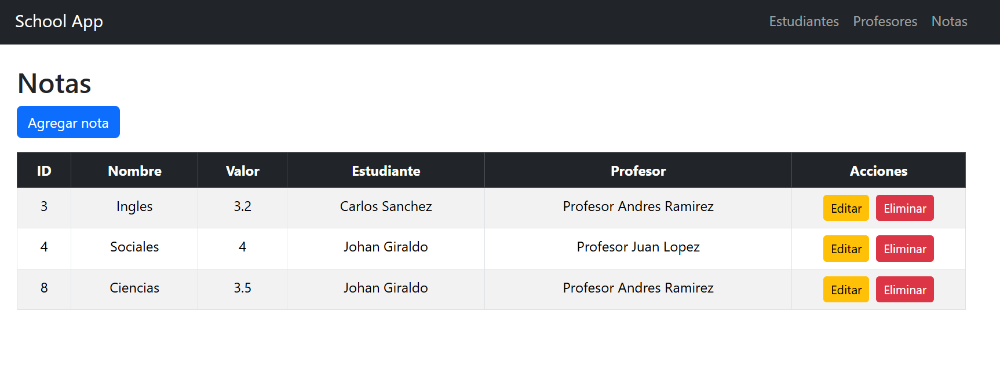 School App Estudiantes Profesores Notas
Notas
Agregar nota
ID Nombre Valor Estudiante Profesor Acciones
3 Ingles 3.2 Carlos Sanchez Profesor Andres Ramirez Editar Eliminar
4 Sociales 4 Johan Giraldo Profesor Juan Lopez Editar Eliminar
8 Ciencias 3.5 Johan Giraldo Profesor Andres Ramirez Editar Eliminar